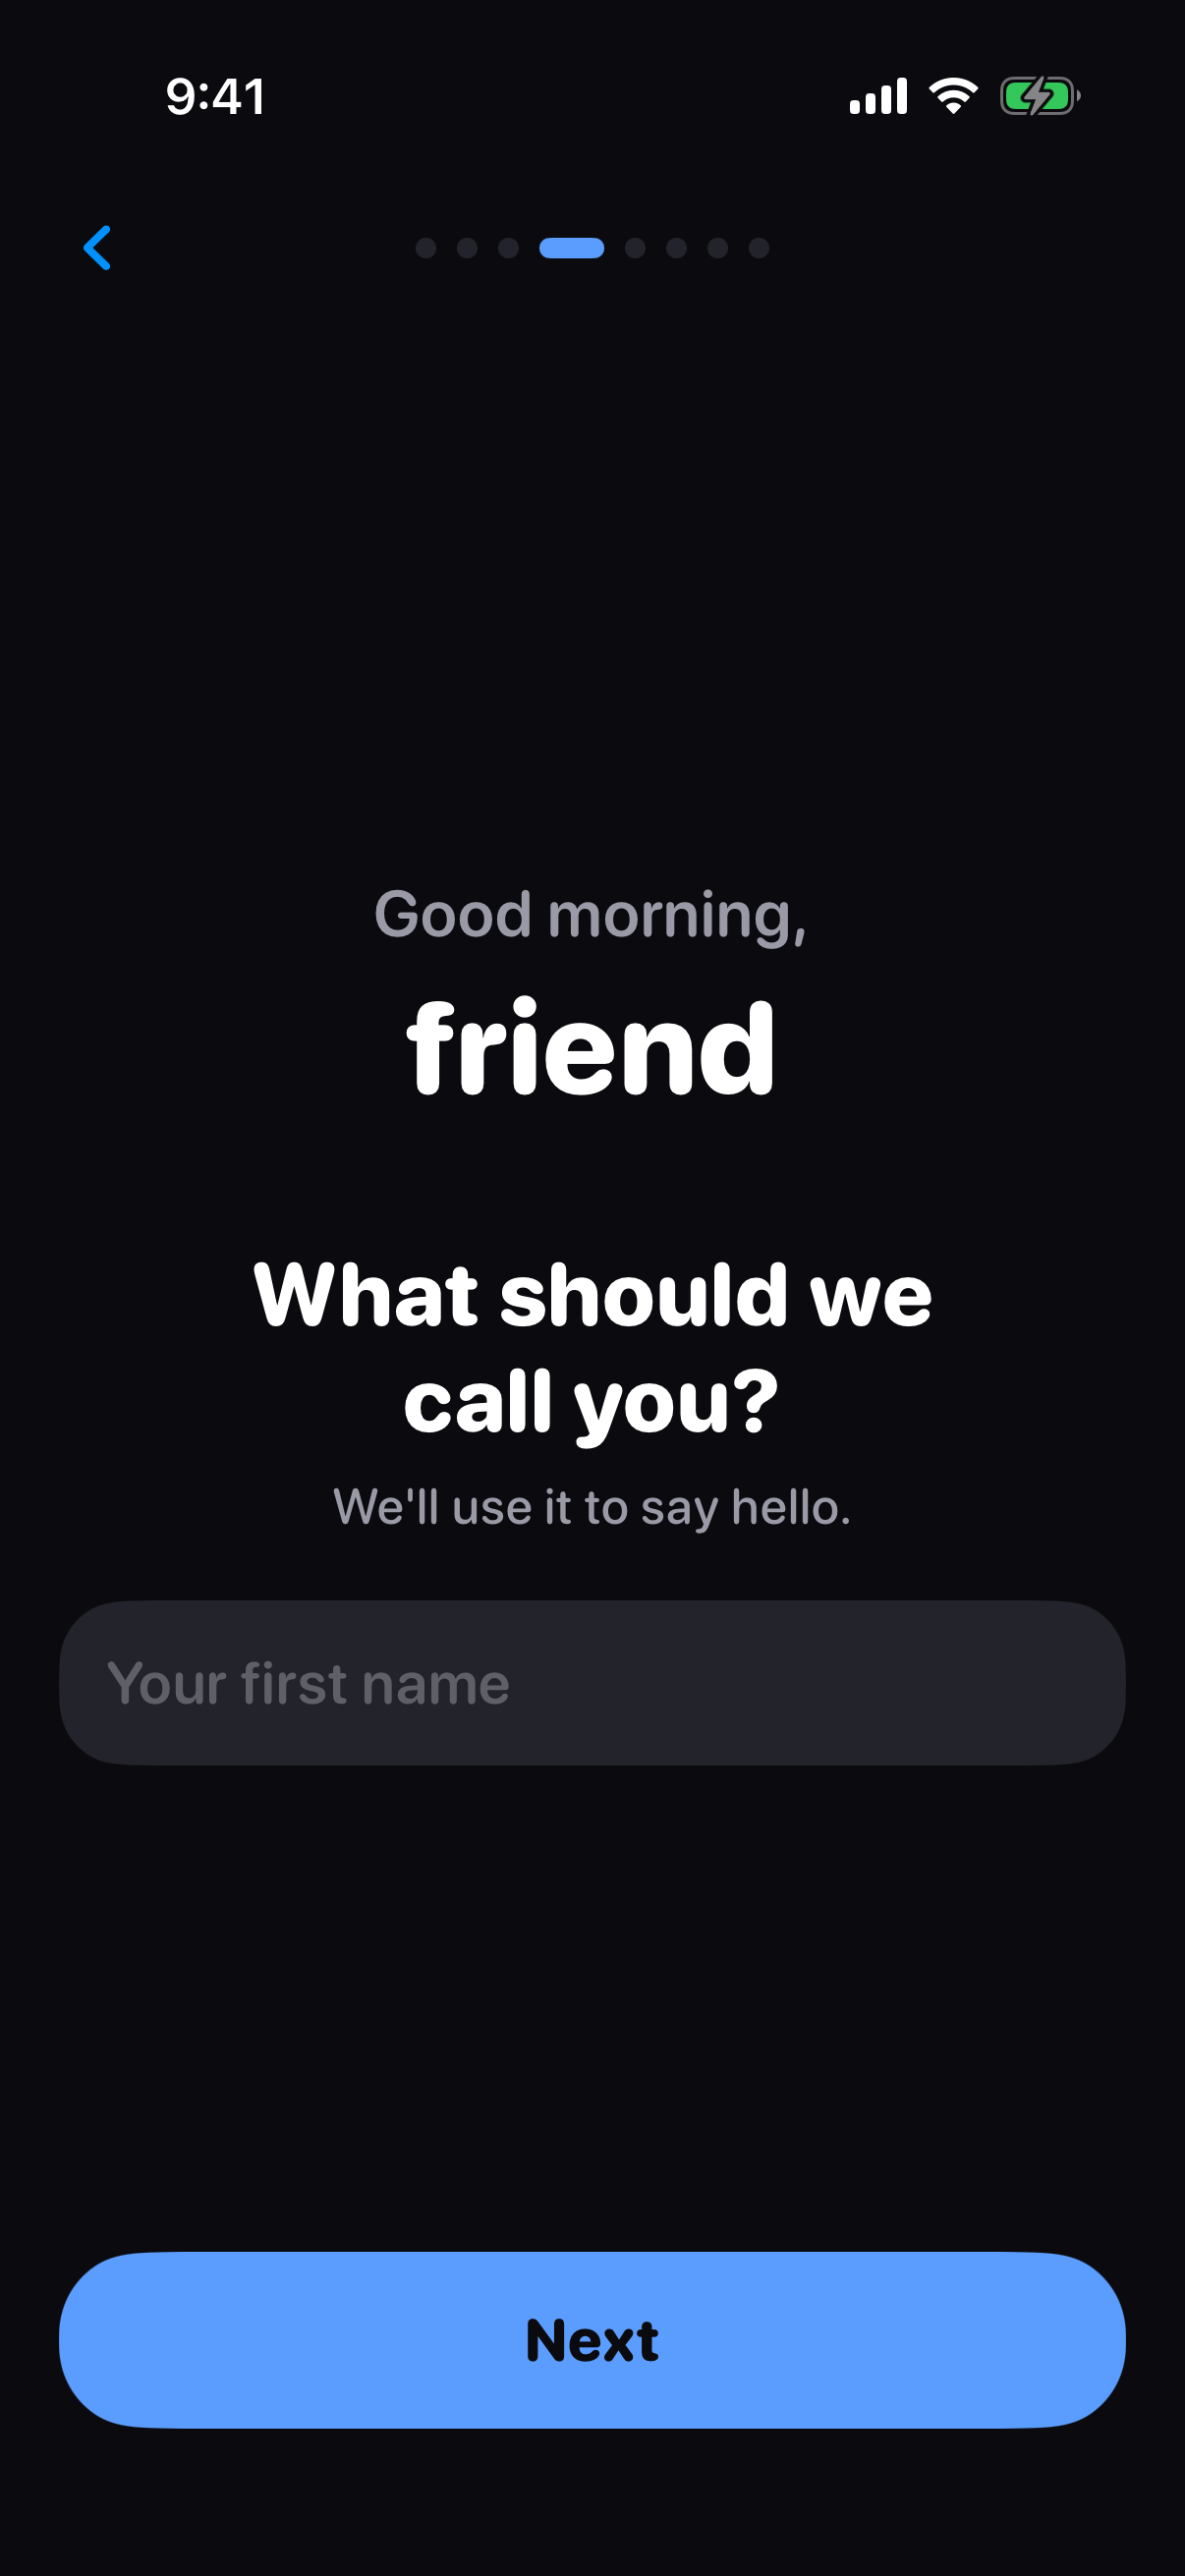 9:41
Good morning,
friend
What should we
call you?
We'll use it to say hello.
Your first name
Next